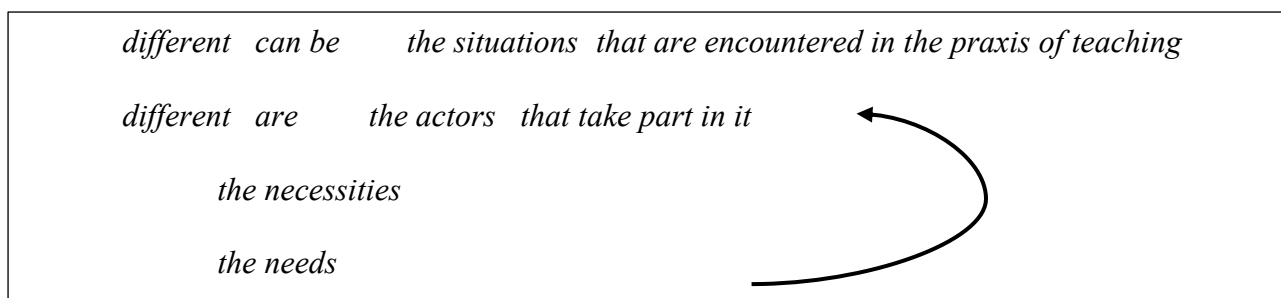 different can be the situations that are encountered in the praxis of teaching
different are the actors that take part in it
the necessities
the needs